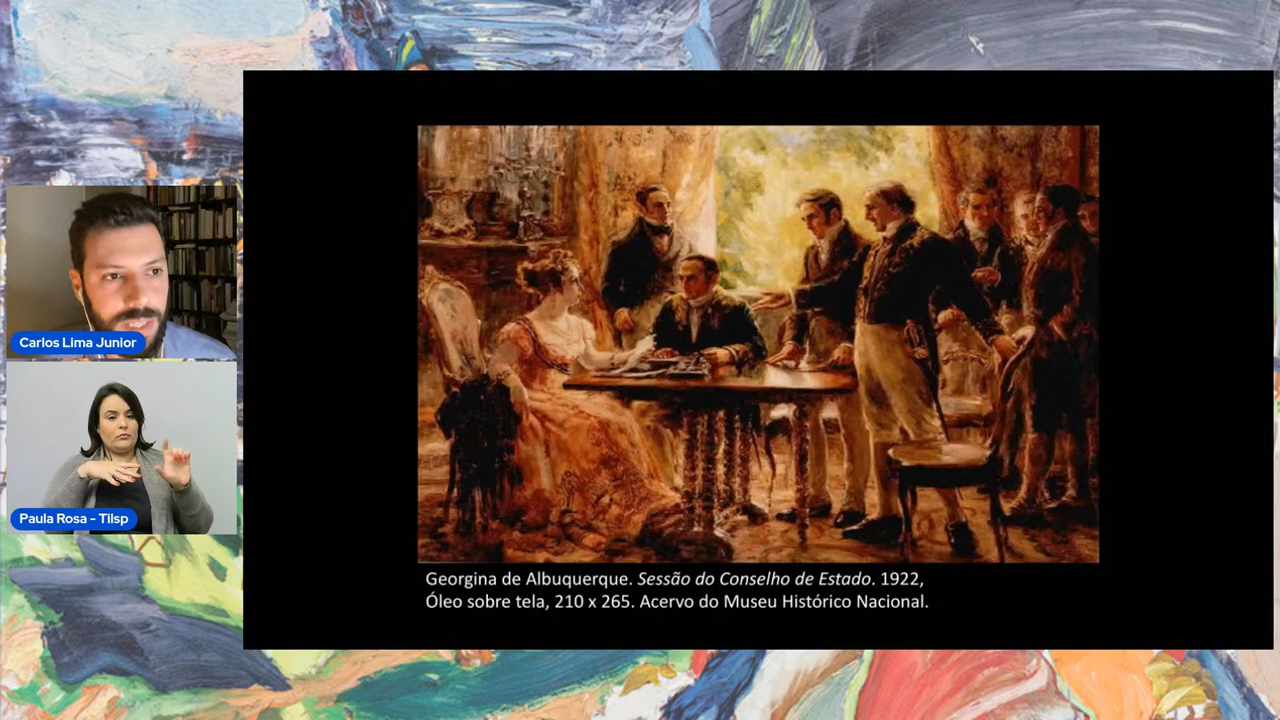 Carlos Lima Junior
Paula Rosa - Tilsp
Georgina de Albuquerque. Sessão do Conselho de Estado. 1922,
Óleo sobre tela, 210 x 265. Acervo do Museu Histórico Nacional.